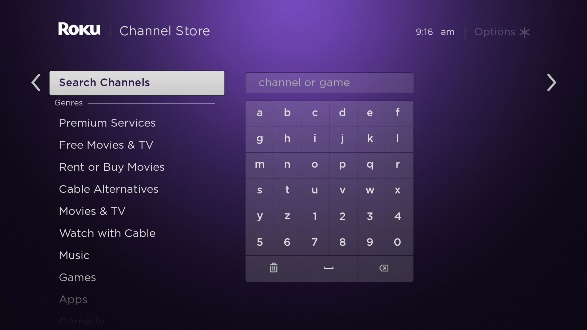 Roku Channel Store
9:16 am Options
Search Channels
channel or game
Genres
Premium Services
Free Movies & TV
Rent or Buy Movies
Cable Alternatives
Movies & TV
Watch with Cable
Music
Games
Apps
Comedy
a b c d e f
g h i j k l
m n o p q r
s t u v w x
y z 1 2 3 4
5 6 7 8 9 0